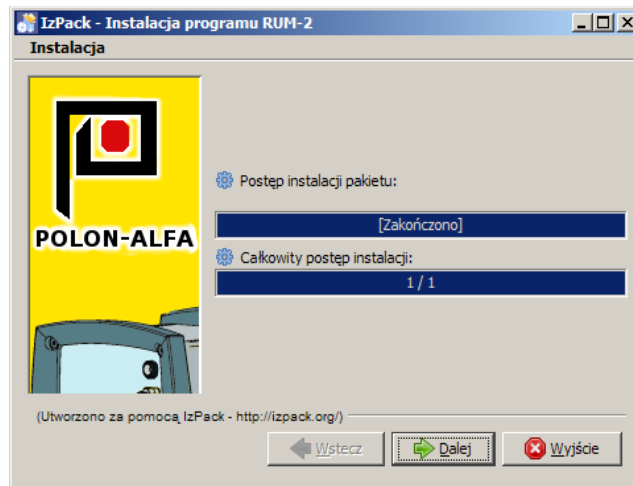 IzPack - Instalacja programu RUM-2
Instalacja
POLON-ALFA
Postęp instalacji pakietu:
[Zakończono]
Całkowity postęp instalacji:
1 / 1
(Utworzono za pomocą IzPack - http://izpack.org/)
Wstecz
Dalej
Wyjście